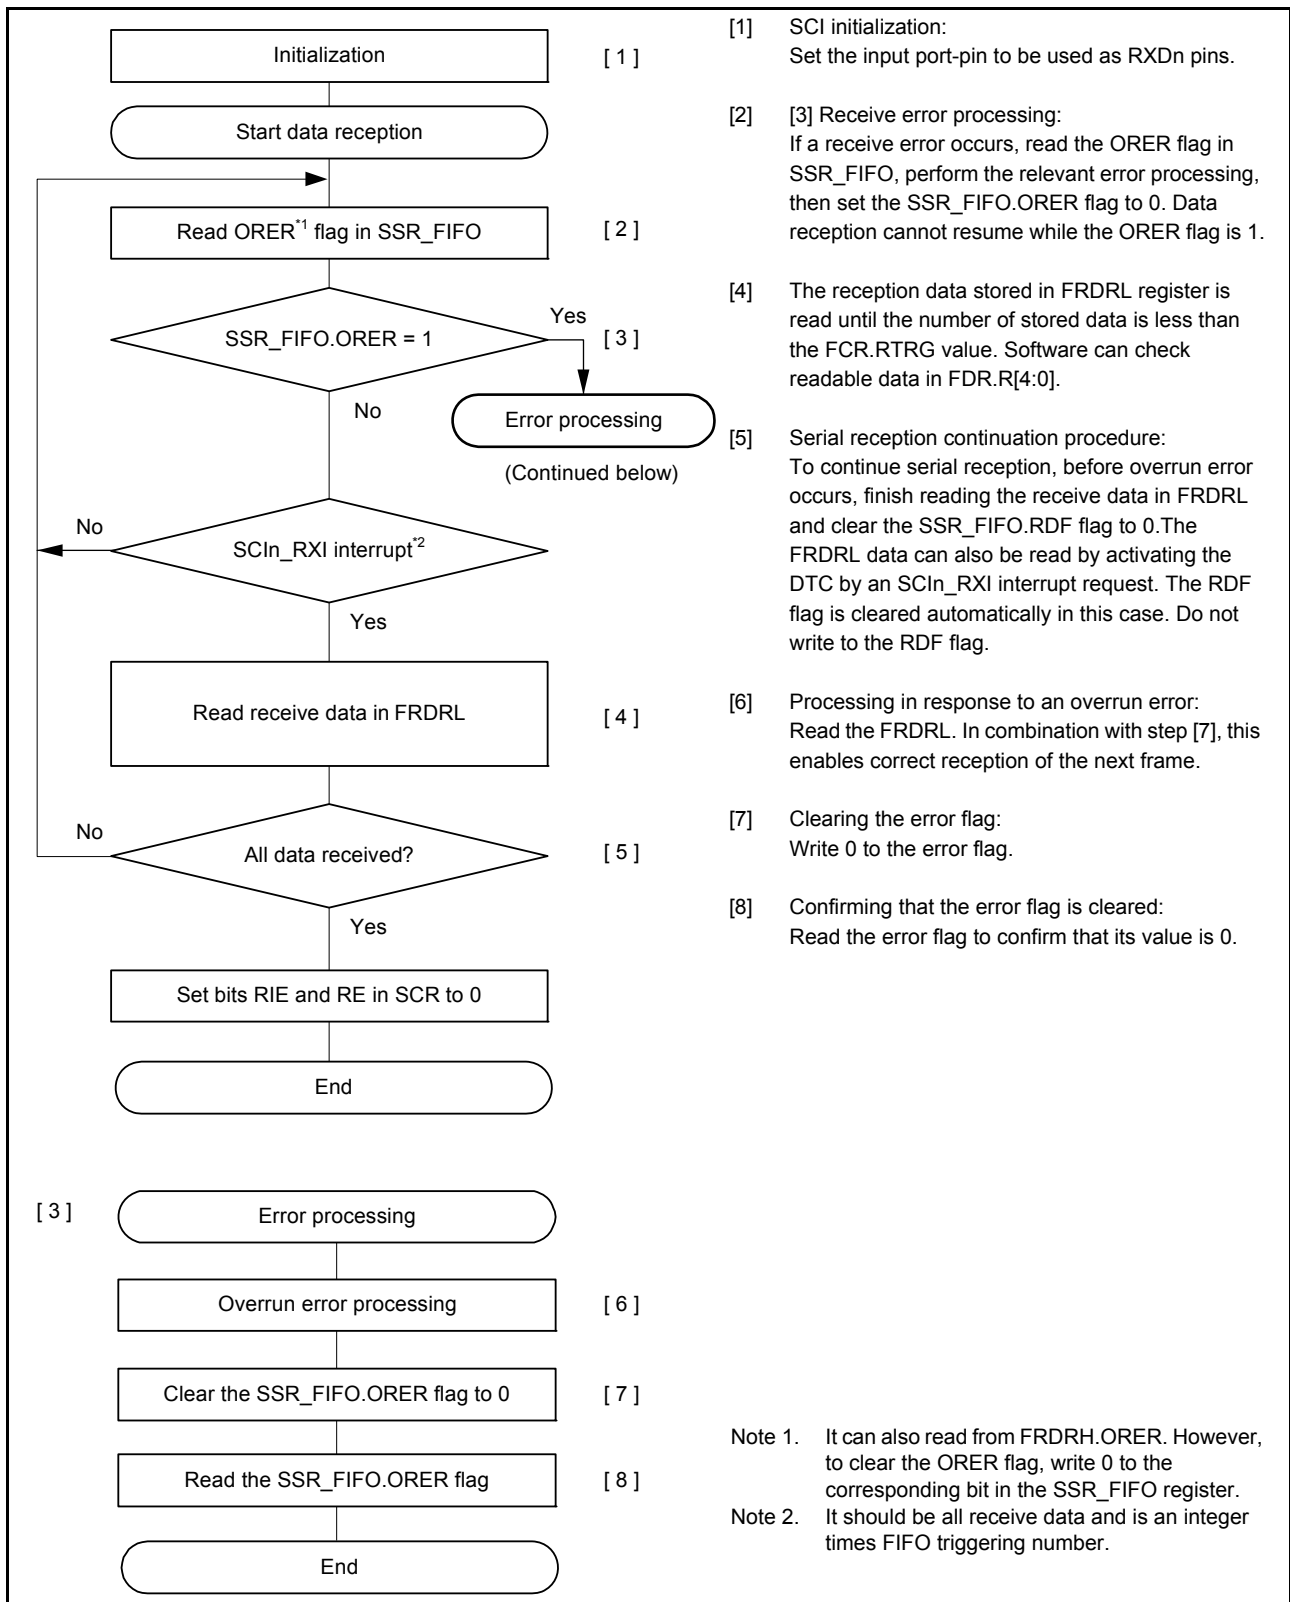 Initialization
[ 1 ]
Start data reception
Read ORER*1 flag in SSR_FIFO
[ 2 ]
SSR_FIFO.ORER = 1
Yes
[ 3 ]
No
Error processing
(Continued below)
No
SCIn_RXI interrupt*2
Yes
Read receive data in FRDRL
[ 4 ]
No
All data received?
[ 5 ]
Yes
Set bits RIE and RE in SCR to 0
End
[ 3 ]
Error processing
Overrun error processing
[ 6 ]
Clear the SSR_FIFO.ORER flag to 0
[ 7 ]
Read the SSR_FIFO.ORER flag
[ 8 ]
End
[1] SCI initialization:
Set the input port-pin to be used as RXDn pins.
[2] [3] Receive error processing:
If a receive error occurs, read the ORER flag in
SSR_FIFO, perform the relevant error processing,
then set the SSR_FIFO.ORER flag to 0. Data
reception cannot resume while the ORER flag is 1.
[4] The reception data stored in FRDRL register is
read until the number of stored data is less than
the FCR.RTRG value. Software can check
readable data in FDR.R[4:0].
[5] Serial reception continuation procedure:
To continue serial reception, before overrun error
occurs, finish reading the receive data in FRDRL
and clear the SSR_FIFO.RDF flag to 0.The
FRDRL data can also be read by activating the
DTC by an SCIn_RXI interrupt request. The RDF
flag is cleared automatically in this case. Do not
write to the RDF flag.
[6] Processing in response to an overrun error:
Read the FRDRL. In combination with step [7], this
enables correct reception of the next frame.
[7] Clearing the error flag:
Write 0 to the error flag.
[8] Confirming that the error flag is cleared:
Read the error flag to confirm that its value is 0.
Note 1. It can also read from FRDRH.ORER. However,
to clear the ORER flag, write 0 to the
corresponding bit in the SSR_FIFO register.
Note 2. It should be all receive data and is an integer
times FIFO triggering number.